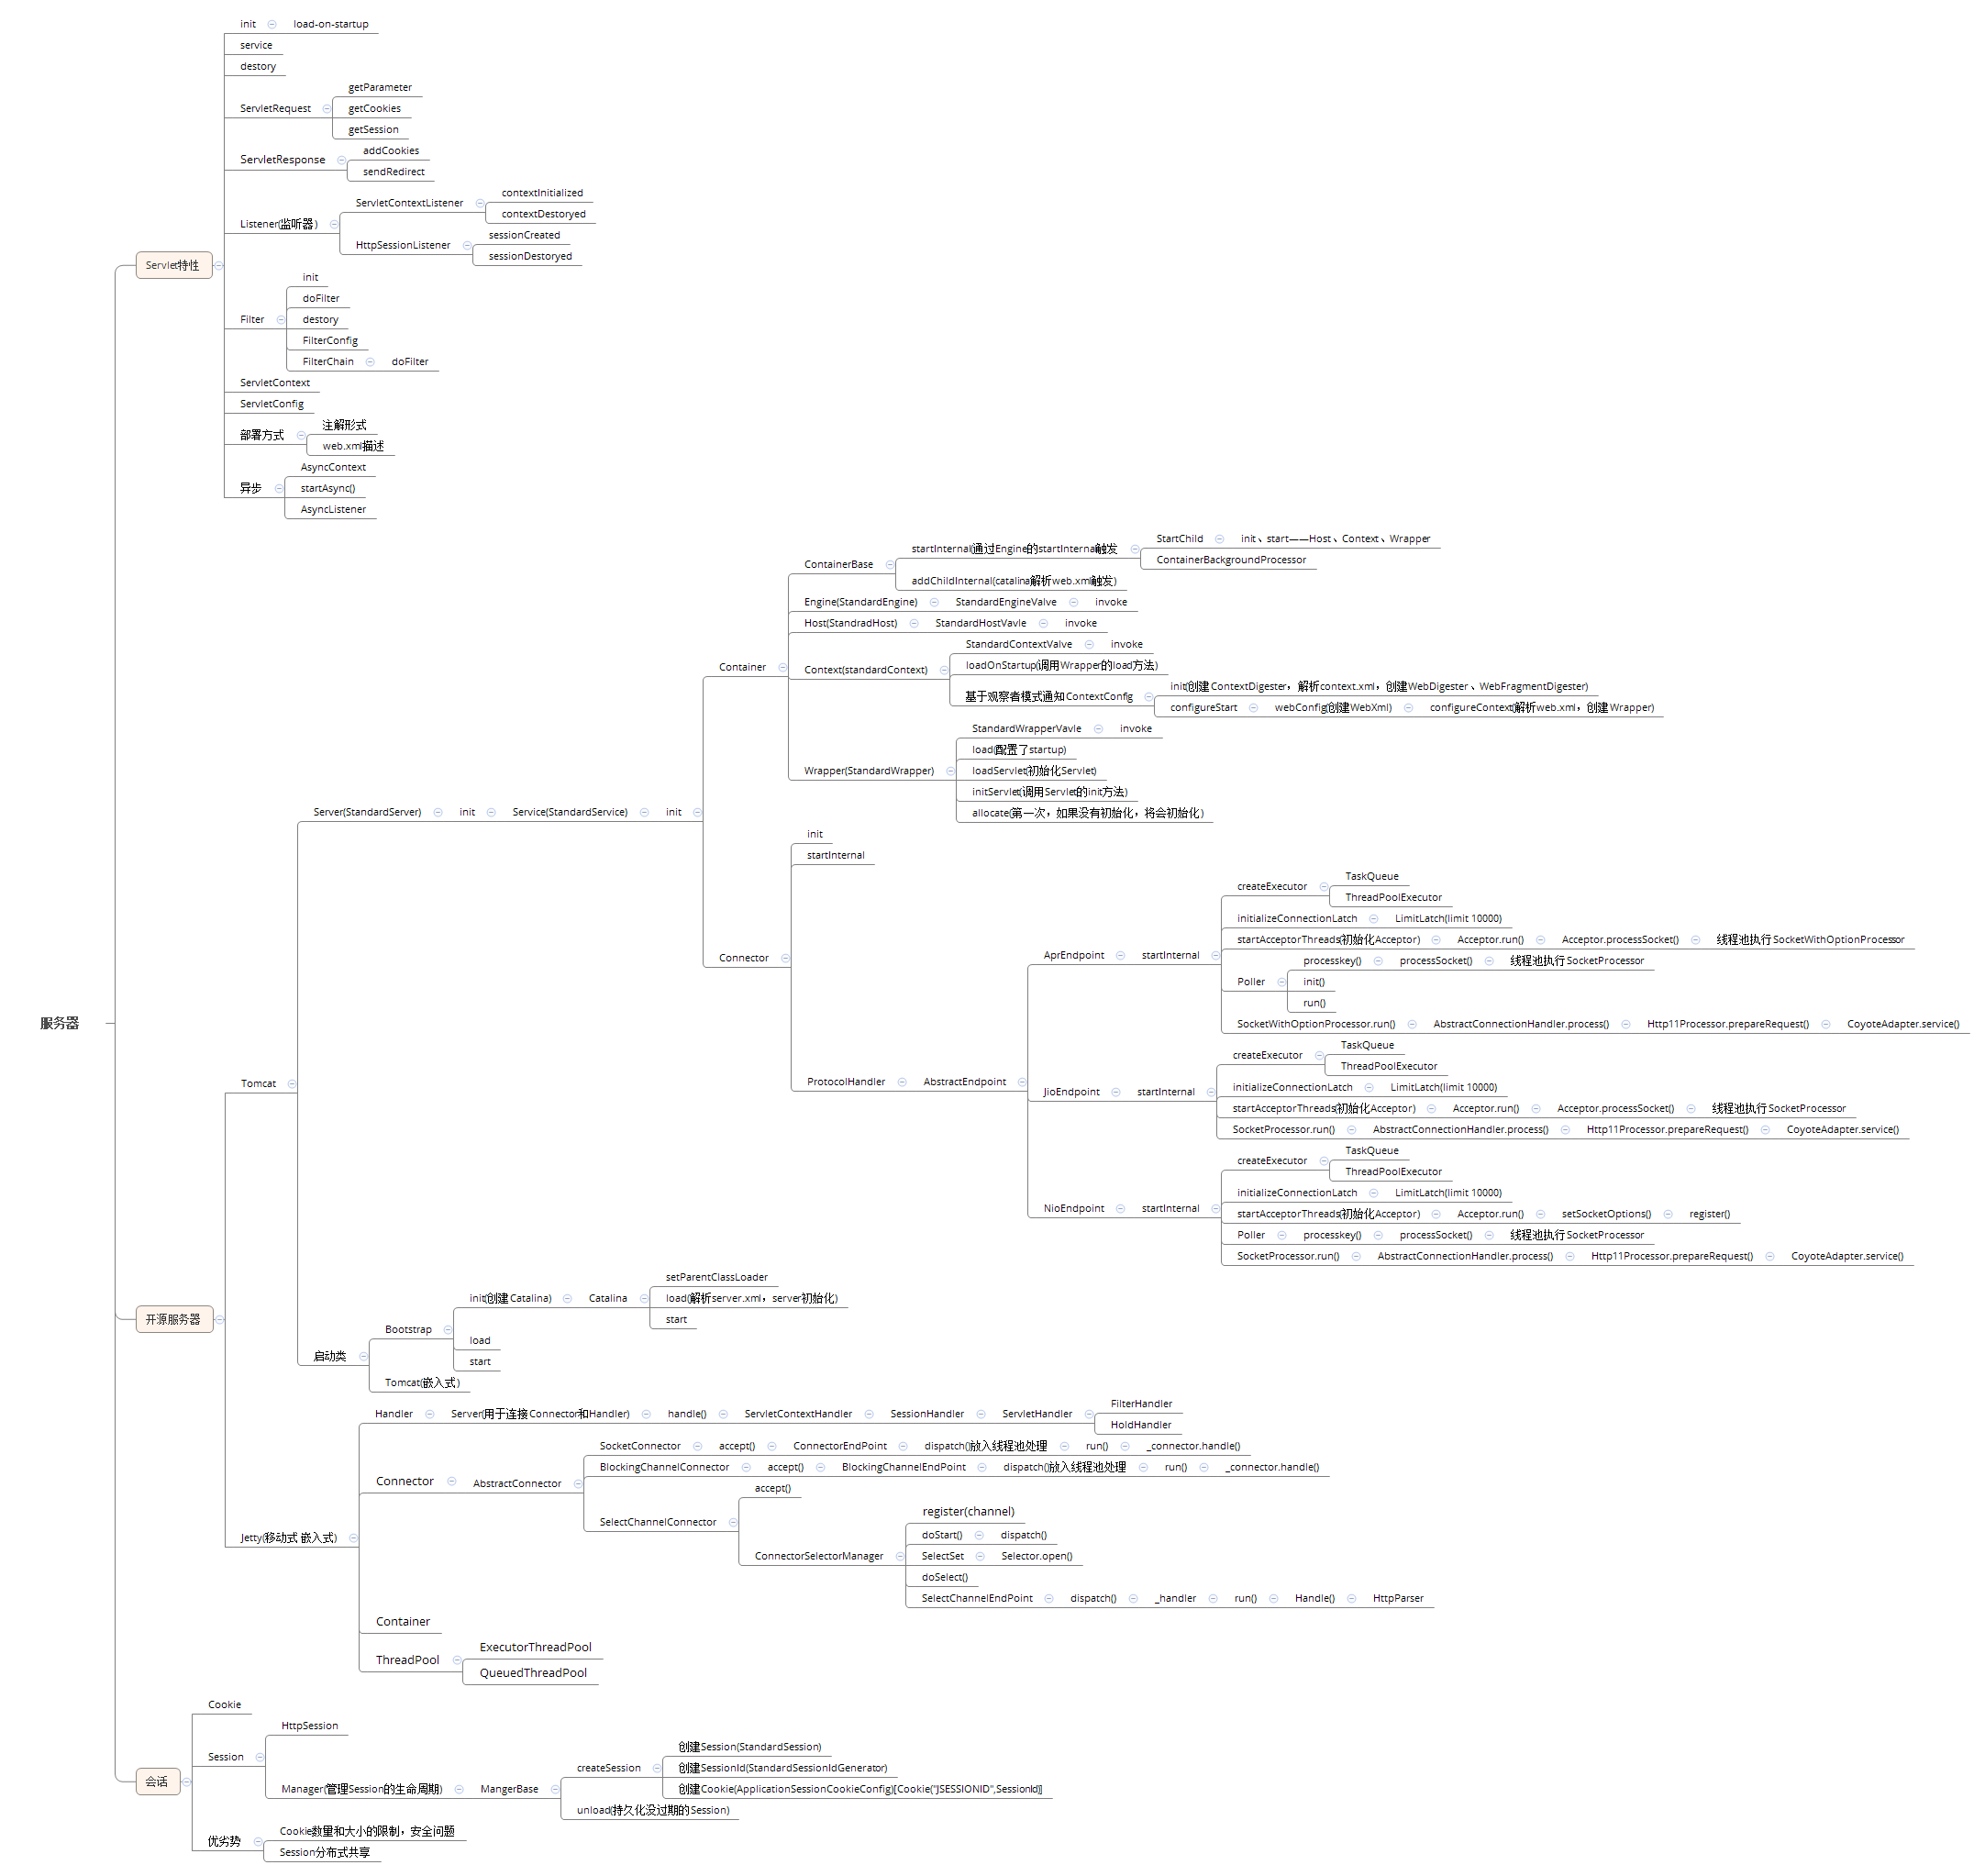 服务器
Servlet特性
init
load-on-startup
service
destory
ServletRequest
getParameter
getCookies
getSession
ServletResponse
addCookies
sendRedirect
Listener(监听器)
ServletContextListener
contextInitialized
contextDestoryed
HttpSessionListener
sessionCreated
sessionDestoryed
Filter
init
doFilter
destory
FilterConfig
FilterChain
doFilter
ServletContext
ServletConfig
部署方式
注解形式
web.xml描述
异步
AsyncContext
startAsync()
AsyncListener
开源服务器
Tomcat
Server(StandardServer)
init
Service(StandardService)
init
Container
ContainerBase
startInternal(通过Engine的startInternal触发
StartChild
init、start——Host、Context、Wrapper
ContainerBackgroundProcessor
addChildInternal(catalina解析web.xml触发)
Engine(StandardEngine)
StandardEngineValve
invoke
Host(StandradHost)
StandardHostVavle
invoke
Context(standardContext)
StandardContextValve
invoke
loadOnStartup(调用Wrapper的load方法)
基于观察者模式通知ContextConfig
init(创建ContextDigester，解析context.xml，创建WebDigester、WebFragmentDigester)
configureStart
webConfig(创建WebXml)
configureContext(解析web.xml，创建Wrapper)
Wrapper(StandardWrapper)
StandardWrapperVavle
invoke
load(配置了startup)
loadServlet(初始化Servlet)
initServlet(调用Servlet的init方法)
allocate(第一次，如果没有初始化，将会初始化)
Connector
init
startInternal
ProtocolHandler
AbstractEndpoint
AprEndpoint
startInternal
createExecutor
TaskQueue
ThreadPoolExecutor
initializeConnectionLatch
LimitLatch(limit 10000)
startAcceptorThreads(初始化Acceptor)
Acceptor.run()
Acceptor.processSocket()
线程池执行SocketWithOptionProcessor
Poller
processkey()
processSocket()
线程池执行SocketProcessor
init()
run()
SocketWithOptionProcessor.run()
AbstractConnectionHandler.process()
Http11Processor.prepareRequest()
CoyoteAdapter.service()
JioEndpoint
startInternal
createExecutor
TaskQueue
ThreadPoolExecutor
initializeConnectionLatch
LimitLatch(limit 10000)
startAcceptorThreads(初始化Acceptor)
Acceptor.run()
Acceptor.processSocket()
线程池执行SocketProcessor
SocketProcessor.run()
AbstractConnectionHandler.process()
Http11Processor.prepareRequest()
CoyoteAdapter.service()
NioEndpoint
startInternal
createExecutor
TaskQueue
ThreadPoolExecutor
initializeConnectionLatch
LimitLatch(limit 10000)
startAcceptorThreads(初始化Acceptor)
Acceptor.run()
setSocketOptions()
register()
Poller
processkey()
processSocket()
线程池执行SocketProcessor
SocketProcessor.run()
AbstractConnectionHandler.process()
Http11Processor.prepareRequest()
CoyoteAdapter.service()
启动类
Bootstrap
init(创建Catalina)
Catalina
setParentClassLoader
load(解析server.xml，server初始化)
start
load
start
Tomcat(嵌入式)
Jetty(移动式 嵌入式)
Handler
Server(用于连接Connector和Handler)
handle()
ServletContextHandler
SessionHandler
ServletHandler
FilterHandler
HoldHandler
Connector
AbstractConnector
SocketConnector
accept()
ConnectorEndPoint
dispatch()放入线程池处理
run()
_connector.handle()
BlockingChannelConnector
accept()
BlockingChannelEndPoint
dispatch()放入线程池处理
run()
_connector.handle()
SelectChannelConnector
accept()
ConnectorSelectorManager
register(channel)
doStart()
dispatch()
SelectSet
Selector.open()
doSelect()
SelectChannelEndPoint
dispatch()
_handler
run()
Handle()
HttpParser
Container
ThreadPool
ExecutorThreadPool
QueuedThreadPool
会话
Cookie
Session
HttpSession
Manager(管理Session的生命周期)
MangerBase
createSession
创建Session(StandardSession)
创建SessionId(StandardSessionIdGenerator)
创建Cookie(ApplicationSessionCookieConfig)[Cookie("JSESSIONID",SessionId)]
unload(持久化没过期的Session)
优劣势
Cookie数量和大小的限制，安全问题
Session分布式共享